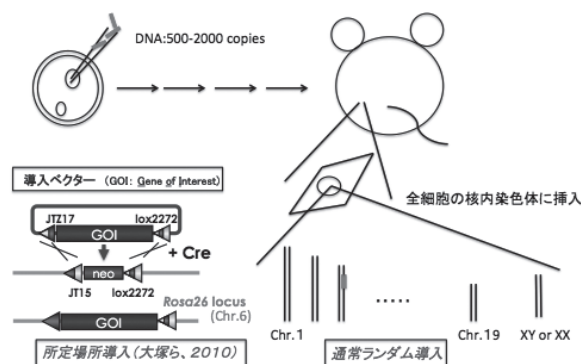 DNA:500-2000 copies
導入ベクター (GOI: Gene of Interest)
全細胞の核内染色体に挿入
JTZ17
lox2272
GOI
+ Cre
neo
JT15
lox2272
Rosa26 locus
(Chr.6)
GOI
.....
Chr.1
Chr.19
XY or XX
所定場所導入(大塚ら、2010)
通常ランダム導入